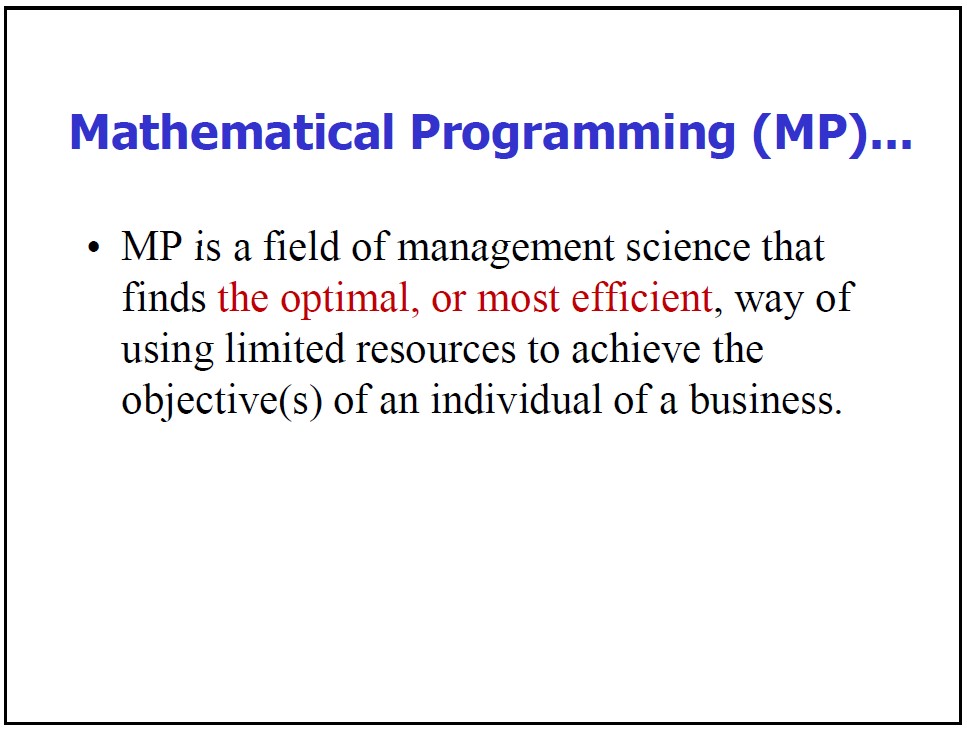 Mathematical Programming (MP)...
• MP is a field of management science that
finds the optimal, or most efficient, way of
using limited resources to achieve the
objective(s) of an individual of a business.